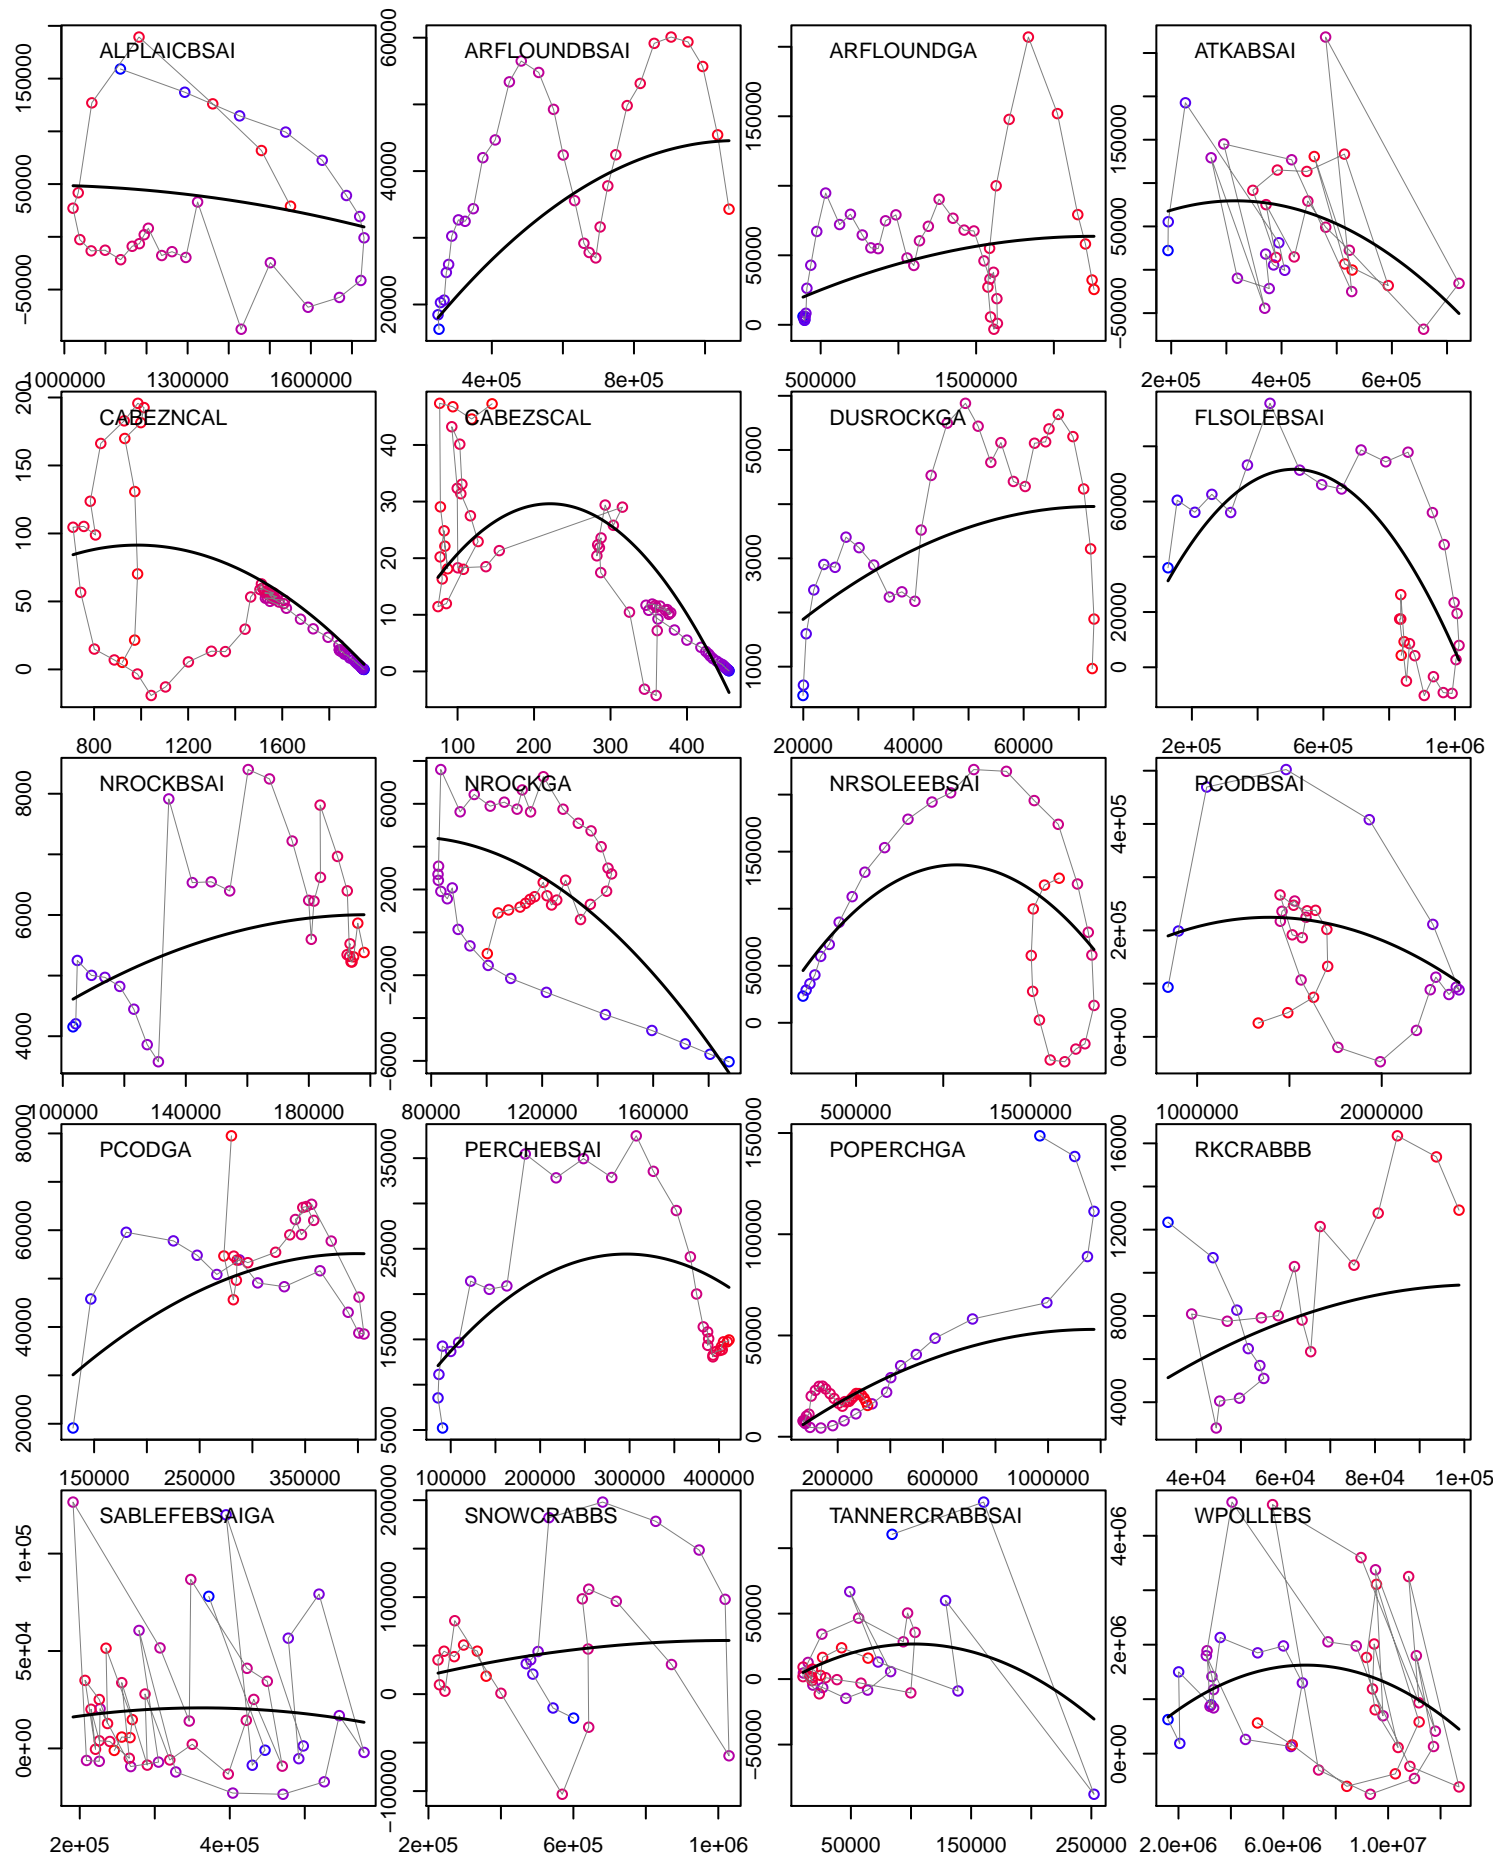 ALPLAICBSAI ARFLOUNDBSAI ARFLOUNDGA ATKABSAI
−50000 50000 150000
20000 40000 60000
0 50000 150000
−50000 50000 150000
1000000 1300000 1600000 4e+05 8e+05 500000 1500000 2e+05 4e+05 6e+05
CABEZNCAL CABEZSCAL DUSROCKGA FLSOLEBSAI
0 50 100 150 200
0 10 20 30 40
1000 3000 5000
0 20000 60000
800 1200 1600 100 200 300 400 20000 40000 60000 2e+05 6e+05 1e+06
NROCKBSAI NROCKGA NRSOLEEBSAI PCODBSAI
4000 6000 8000
−6000 −2000 2000 6000
0 50000 150000
0e+00 2e+05 4e+05
100000 140000 180000 80000 120000 160000 500000 1500000 1000000 2000000
PCODGA PERCHEBSAI POPERCHGA RKCRABBB
20000 40000 60000 80000
5000 15000 25000 35000
0 50000 100000 150000
4000 8000 12000 16000
150000 250000 350000 100000 200000 300000 400000 200000 600000 1000000 4e+04 6e+04 8e+04 1e+05
SABLEFEBSAIGA SNOWCRABBS TANNERCRABBSAI WPOLLEBS
0e+00 5e+04 1e+05
−100000 0 100000 200000
−50000 0 50000
0e+00 2e+06 4e+06
2e+05 4e+05 2e+05 6e+05 1e+06 50000 150000 250000 2.0e+06 6.0e+06 1.0e+07